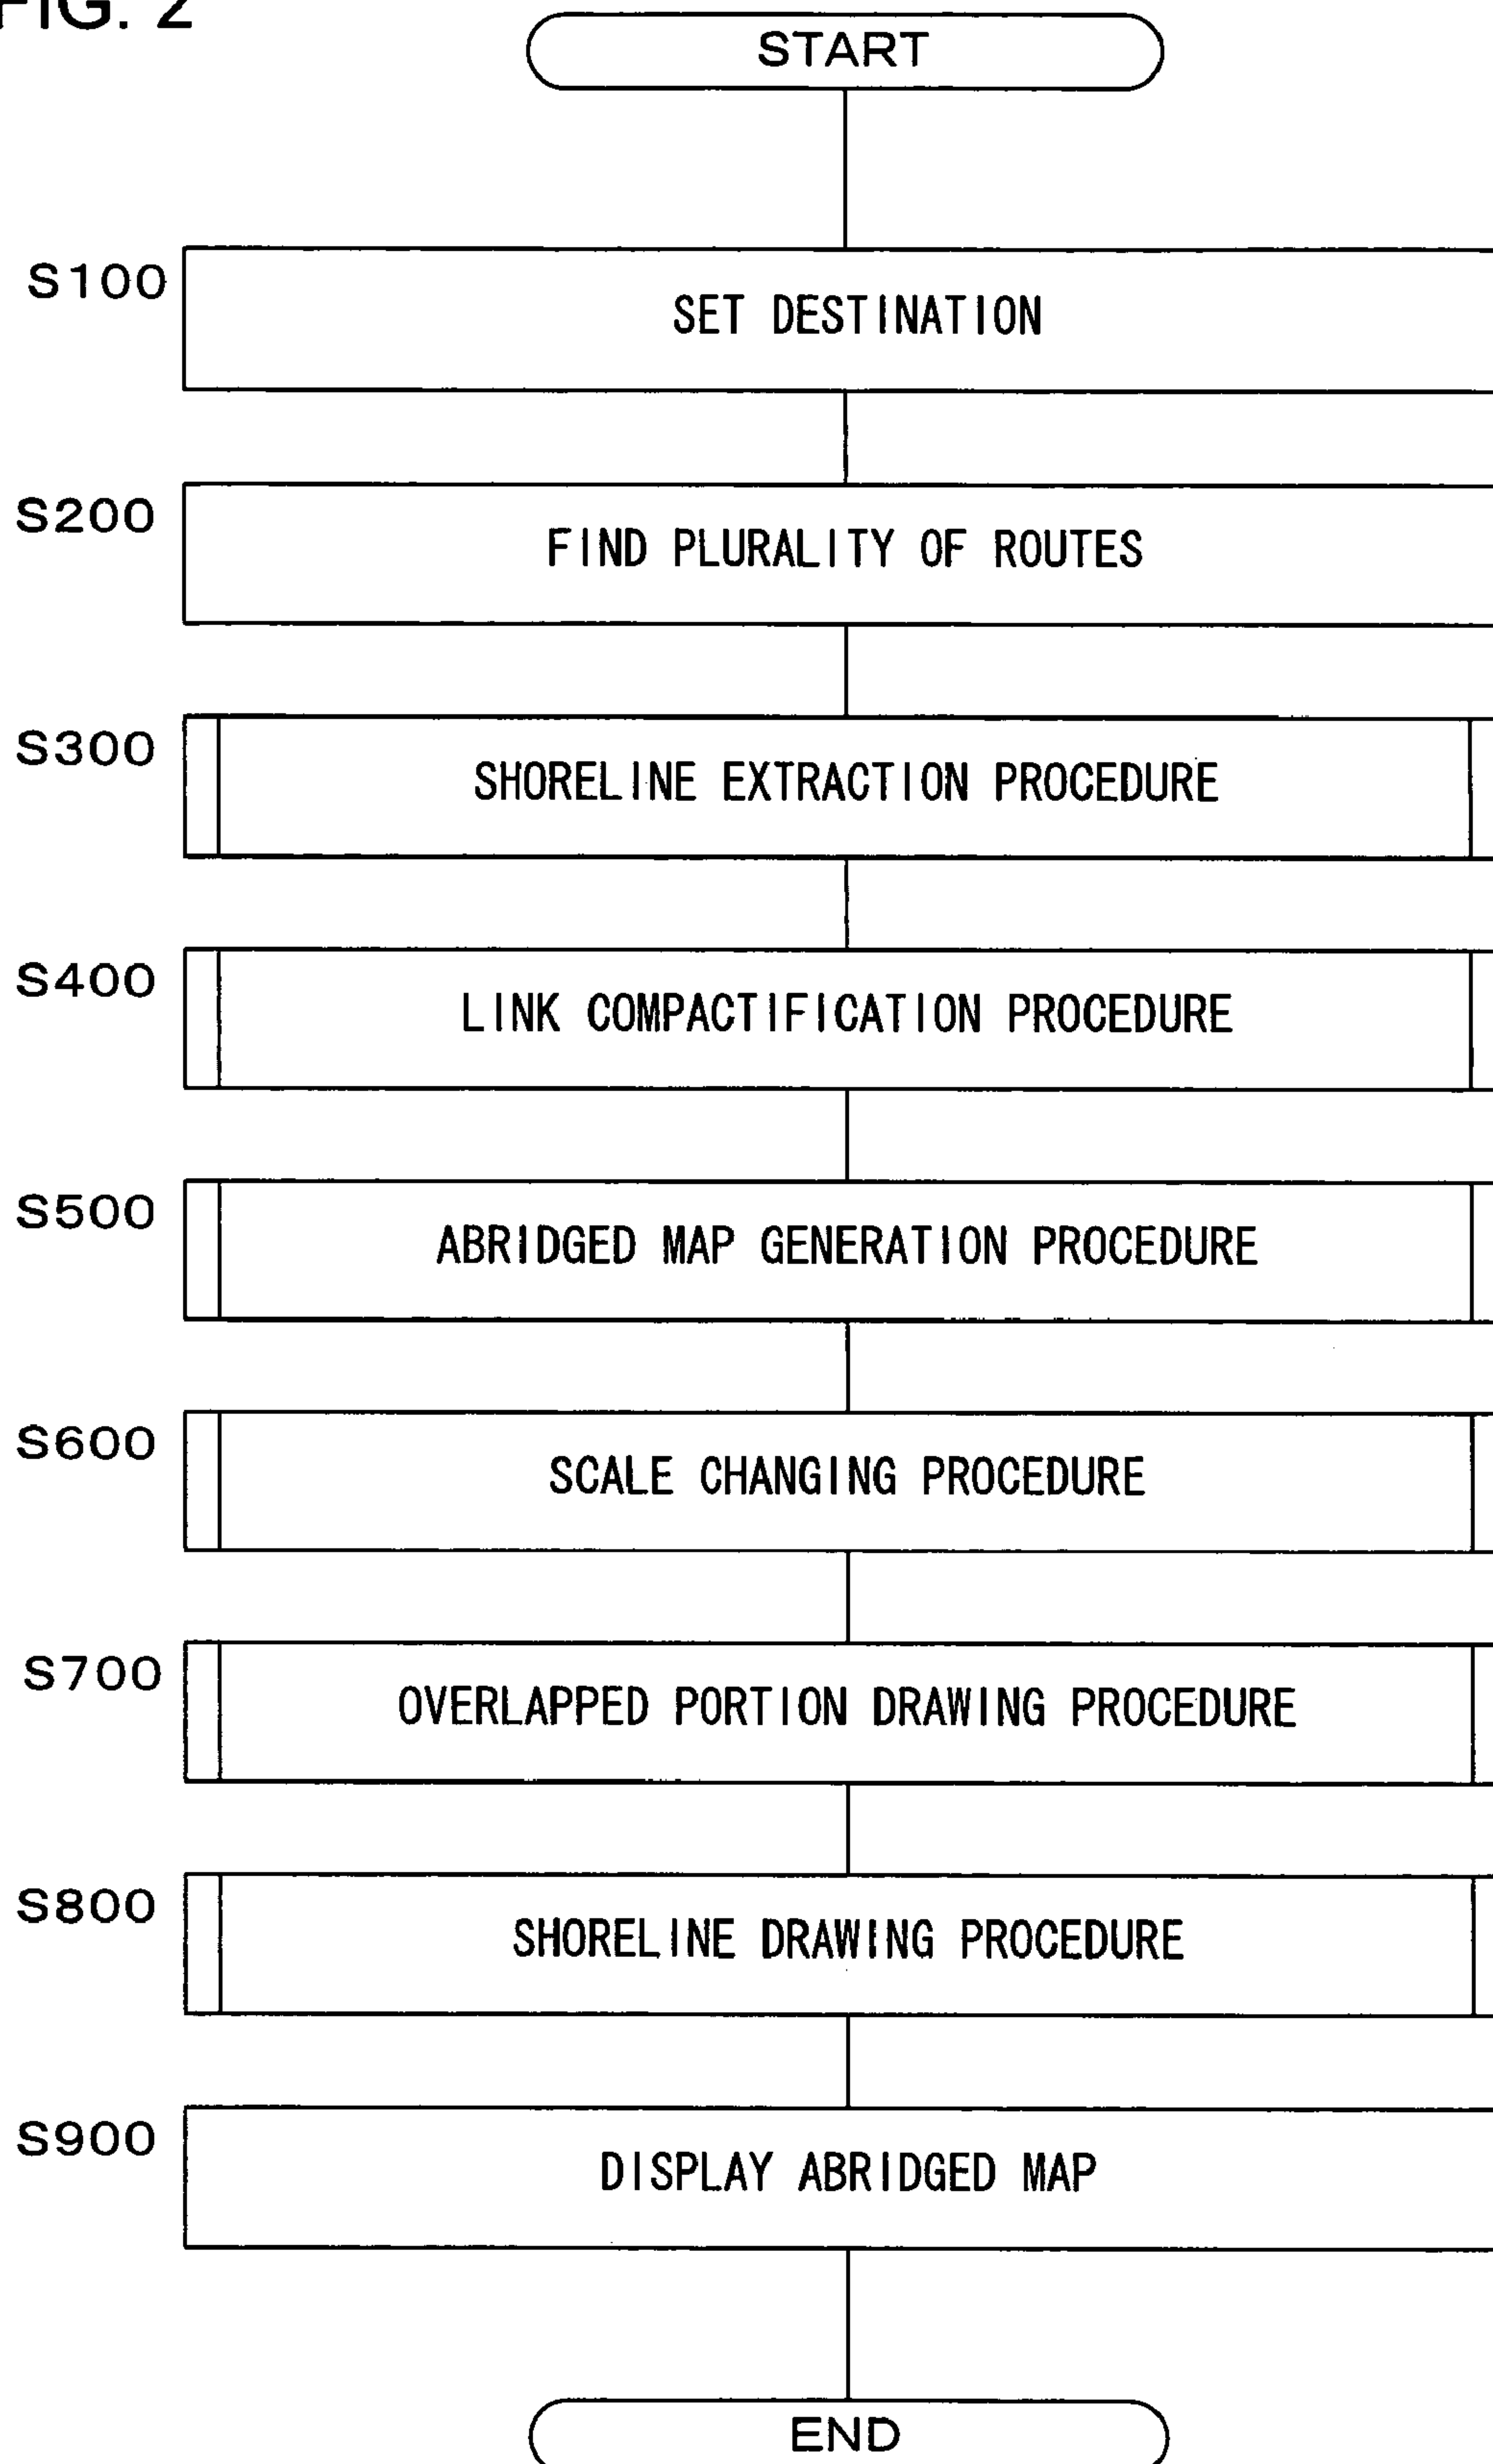 FIG. 2
START
S100
SET DESTINATION
S200
FIND PLURALITY OF ROUTES
S300
SHORELINE EXTRACTION PROCEDURE
S400
LINK COMPACTIFICATION PROCEDURE
S500
ABRIDGED MAP GENERATION PROCEDURE
S600
SCALE CHANGING PROCEDURE
S700
OVERLAPPED PORTION DRAWING PROCEDURE
S800
SHORELINE DRAWING PROCEDURE
S900
DISPLAY ABRIDGED MAP
END